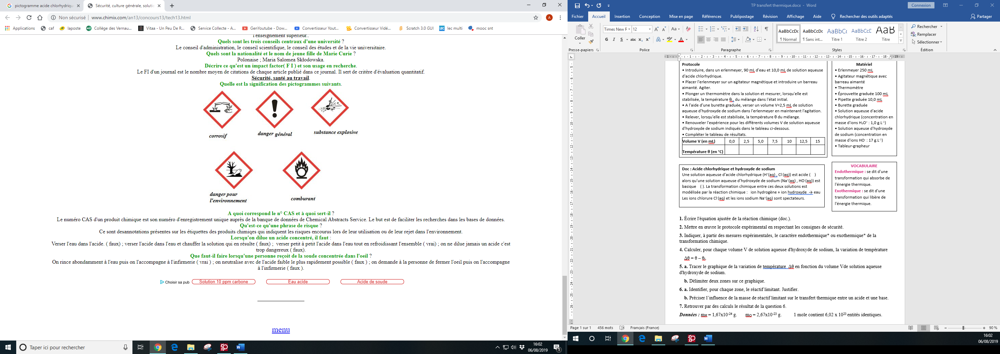 pictogramme acide chlorhydriqu
Sécurité, culture générale, solutio
Non sécurisé | www.chimix.com/an13/concours13/tech13.html
Applications
caf
laposte
Collège des Vernau...
Vitaa - Un Peu De R...
Service Collecte - A...
GenYoutube - Dow...
Convertisseur Yout...
Convertisseur Vidé...
Scratch 3.0 GUI
lec multi
mooc snt
l'enseignement supérieur..
Quels sont les trois conseils centraux d'une université ?
Le conseil d'administration, le conseil scientifique, le conseil des études et de la vie universitaire.
Quels sont la nationalité et le nom de jeune fille de Marie Curie ?
Polonaise ; Maria Salomea Skłodowska.
Décrire ce qu'est un impact factor( F I ) et son usage en recherche.
Le FI d'un journal est le nombre moyen de citations de chaque article publié dans ce journal. Il sert de critère d'évaluation quantitatif.
Sécurité, santé au travail.
Quelle est la signification des pictogrammes suivants.
corrosif
danger général
substance explosive
danger pour
l'environnement
comburant
A quoi correspond le n° CAS et à quoi sert-il ?
Le numéro CAS d'un produit chimique est son numéro d'enregistrement unique auprès de la banque de données de Chemical Abstracts Service. Le but est de faciliter les recherches dans les bases de données.
Qu'est-ce qu'une phrase de risque ?
Ce sont desannotations présentes sur les étiquettes des produits chimiqes qui indiquent les risques encourus lors de leur utilisation ou de leur rejet dans l'environnement.
Lorsqu'on dilue un acide concentré, il faut :
Verser l'eau dans l'acide. ( faux) ; verser l'acide dans l'eau et chauffer la solution qui en résulte ( faux) ; verser petit à petit l'acide dans l'eau tout en refroidissant l'ensemble ( vrai) ; on ne dilue jamais un acide c'est
trop dangereux ( faux).
Que faut-il faire lorsqu'une personne reçoit de la soude concentrée dans l'oeil ?
On rince abondamment à l'eau puis on l'accompagne à l'infirmerie ( vrai ) ; on neutralise avec de l'acide faible le plus rapidement possible ( faux ) ; on demande à la personne de fermer l'oeil puis on l'accompagne
à l'infirmerie ( faux ).
Choisir sa pub
Solution 10 ppm carbone
Eau acide
Acide de soude
menu
Taper ici pour rechercher
16:02
06/08/2019
1
TP transfert thermique.docx - Word
Connexion
Fichier
Accueil
Insertion
Conception
Mise en page
Références
Publipostage
Révision
Affichage
Aide
Rechercher des outils adaptés
Partager
Coller
Times New F
12
Presse-papiers
Police
Paragraphe
AaBbCcDc
¶ Normal
AaBbCcDc
¶ Sans int...
AaBbCc
Titre 1
AaBbCcE
Titre 2
AaB
Titre
Styles
Rechercher
Remplacer
Sélectionner
Édition
Protocole
• Introduire, dans un erlenmeyer, 90 mL d'eau et 10,0 mL de solution aqueuse
d'acide chlorhydrique.
• Placer l'erlenmeyer sur un agitateur magnétique et introduire un barreau
aimanté. Agiter.
• Plonger un thermomètre dans la solution et mesurer, lorsqu'elle est
stabilisée, la température θi, du mélange dans l'état initial.
• A l’aide d’une burette graduée, verser un volume V=2,5 mL de solution
aqueuse d'hydroxyde de sodium dans l'erlenmeyer en maintenant l'agitation.
• Relever, lorsqu'elle est stabilisée, la température θ du mélange.
• Renouveler l'expérience pour les différents volumes V de solution aqueuse
d'hydroxyde de sodium indiqués dans le tableau ci-dessous.
• Compléter le tableau de résultats.
Volume V (en mL) 0,0 2,5 5,0 7,5 10 12,5 15
Température θ (en °C)
Matériel
• Erlenmeyer 250 mL
• Agitateur magnétique avec
barreau aimanté
• Thermomètre
• Éprouvette graduée 100 mL
• Pipette graduée 10,0 mL
• Burette graduée
• Solution aqueuse d'acide
chlorhydrique (concentration en
masse d’ions H₃O⁺ : 1,0 g.L⁻¹)
• Solution aqueuse d'hydroxyde
de sodium (concentration en
masse d'ions HO⁻ : 17 g.L⁻¹)
• Tableur-grapheur
Doc : Acide chlorhydrique et hydroxyde de sodium
Une solution aqueuse d’acide chlorhydrique (H⁺(aq) , Cl⁻(aq)) est acide ( )
alors qu’une solution aqueuse d’hydroxyde de sodium (Na⁺(aq) , HO⁻(aq)) est
basique ( ). La transformation chimique entre ces deux solutions est
modélisée par la réaction chimique : ion hydrogène + ion hydroxyde → eau
Les ions chlorure Cl⁻(aq) et les ions sodium Na⁺(aq) sont spectateurs.
VOCABULAIRE
Endothermique : se dit d'une
transformation qui absorbe de
l'énergie thermique.
Exothermique : se dit d'une
transformation qui libère de
l'énergie thermique.
1. Écrire l'équation ajustée de la réaction chimique (doc.).
2. Mettre en œuvre le protocole expérimental en respectant les consignes de sécurité.
3. Indiquer, à partir des mesures expérimentales, le caractère endothermique* ou exothermique* de la
transformation chimique.
4. Calculer, pour chaque volume V de solution aqueuse d'hydroxyde de sodium, la variation de température
Δθ = θ – θi.
5. a. Tracer le graphique de la variation de température Δθ en fonction du volume Vde solution aqueuse
d'hydroxyde de sodium.
b. Délimiter deux zones sur ce graphique.
6. a. Identifier, pour chaque zone, le réactif limitant. Justifier.
b. Préciser l’influence de la masse de réactif limitant sur le transfert thermique entre un acide et une base.
7. Retrouver par des calculs le résultat de la question 6.
Données : mH = 1,67x10⁻²⁴ g. mO = 2,67x10⁻²³ g. 1 mole contient 6,02 x 10²³ entités identiques.
Page 1 sur 1
456 mots
Français (France)
90 %
16:02
06/08/2019